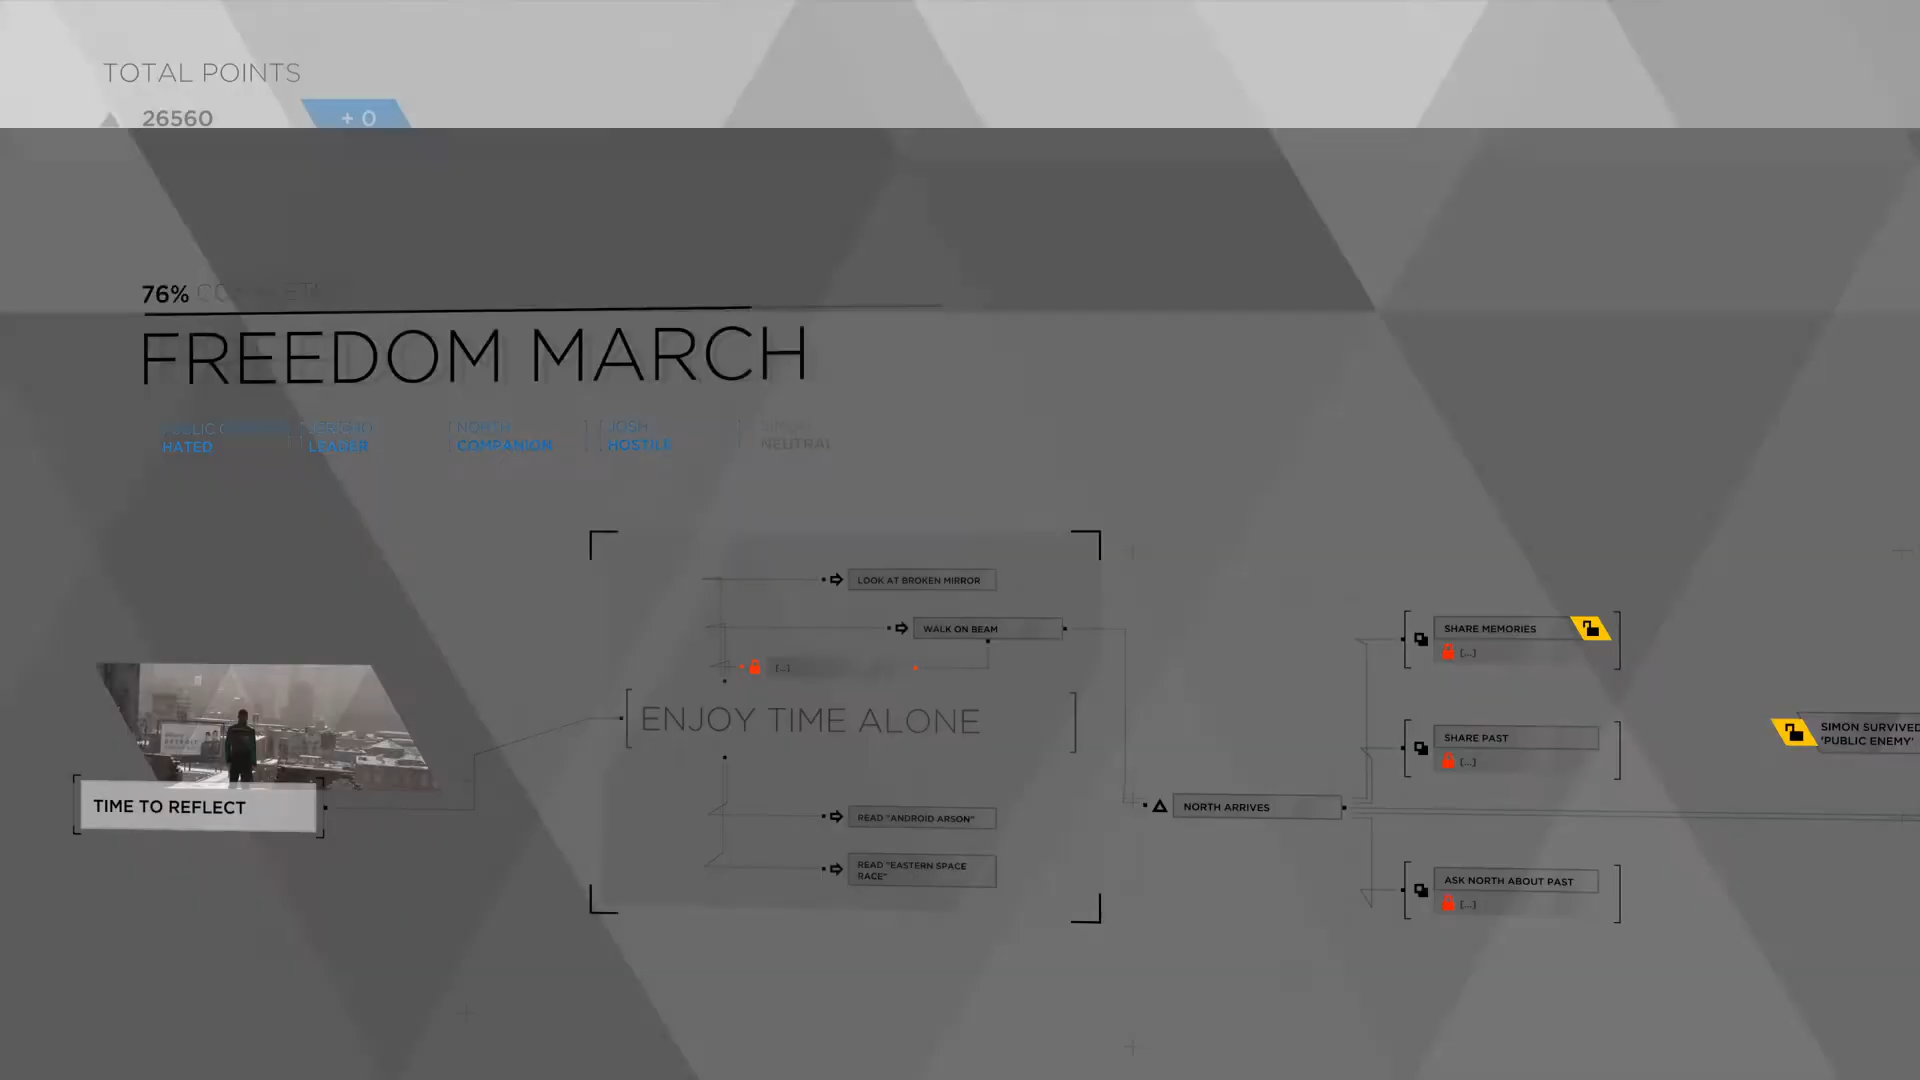 TOTAL POINTS
26560
+ 0
76% COMPLETE
FREEDOM MARCH
HATED
LEADER
NORTH
COMPANION
JOSH
HOSTILE
NEUTRAL
LOOK AT BROKEN MIRROR
WALK ON BEAM
[...]
ENJOY TIME ALONE
READ "ANDROID ARSON"
READ "EASTERN SPACE
RACE"
TIME TO REFLECT
NORTH ARRIVES
SHARE MEMORIES
[...]
SHARE PAST
[...]
ASK NORTH ABOUT PAST
[...]
SIMON SURVIVED
'PUBLIC ENEMY'